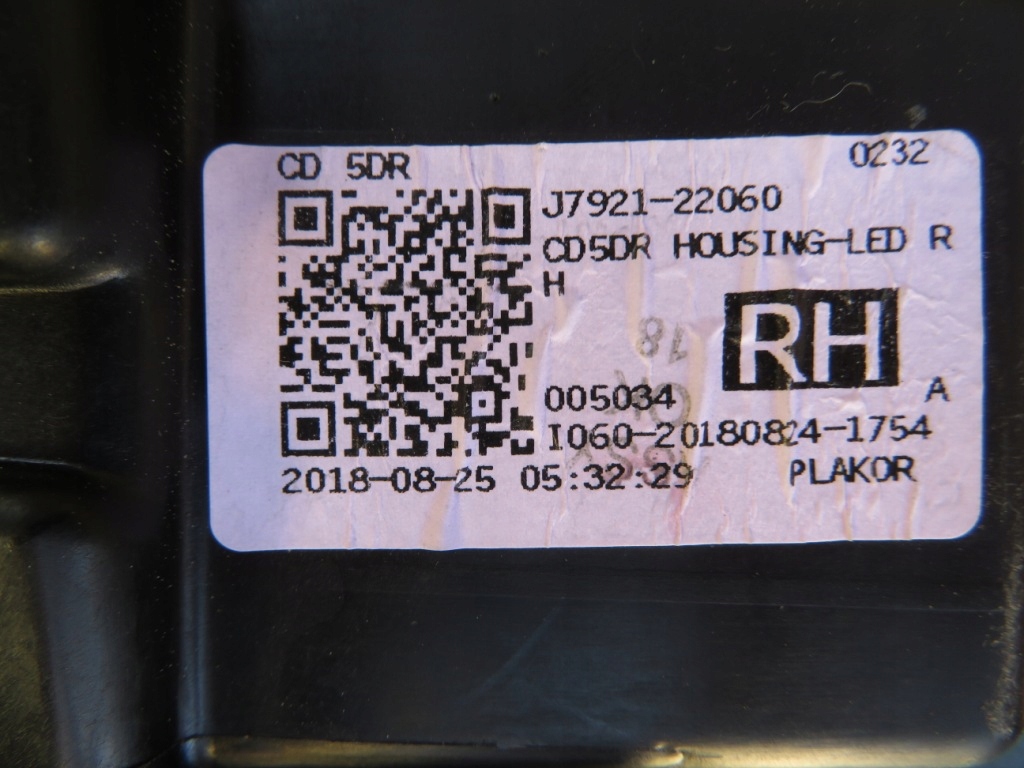 CD 5DR
0232
J7921-22060
CD5DR HOUSING-LED R
H
18
RH
005034
A
I060-20180824-1754
2018-08-25 05:32:29
PLAKOR